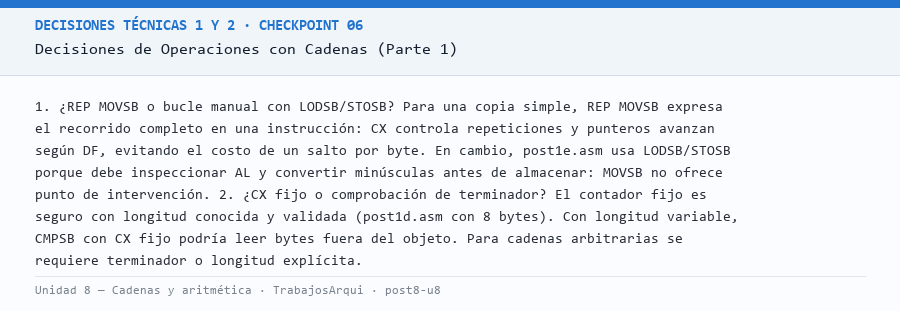 DECISIONES TÉCNICAS 1 Y 2 · CHECKPOINT 06
Decisiones de Operaciones con Cadenas (Parte 1)
1. ¿REP MOVSB o bucle manual con LODSB/STOSB? Para una copia simple, REP MOVSB expresa
el recorrido completo en una instrucción: CX controla repeticiones y punteros avanzan
según DF, evitando el costo de un salto por byte. En cambio, post1e.asm usa LODSB/STOSB
porque debe inspeccionar AL y convertir minúsculas antes de almacenar: MOVSB no ofrece
punto de intervención. 2. ¿CX fijo o comprobación de terminador? El contador fijo es
seguro con longitud conocida y validada (post1d.asm con 8 bytes). Con longitud variable,
CMPSB con CX fijo podría leer bytes fuera del objeto. Para cadenas arbitrarias se
requiere terminador o longitud explícita.
Unidad 8 — Cadenas y aritmética · TrabajosArqui · post8-u8